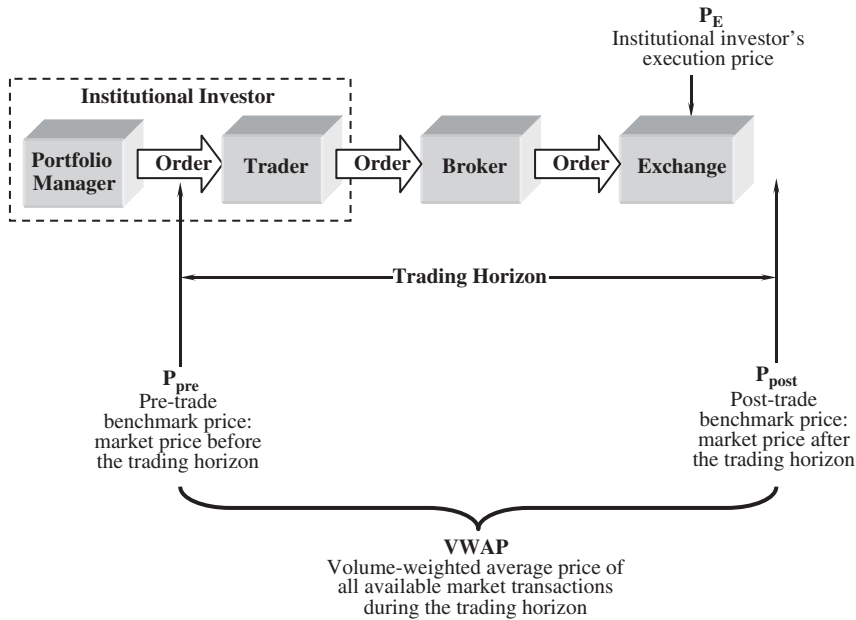 P_E
Institutional investor's
execution price
Institutional Investor
Portfolio
Manager
Order
Trader
Order
Broker
Order
Exchange
Trading Horizon
P_pre
Pre-trade
benchmark price:
market price before
the trading horizon
P_post
Post-trade
benchmark price:
market price after
the trading horizon
VWAP
Volume-weighted average price of
all available market transactions
during the trading horizon